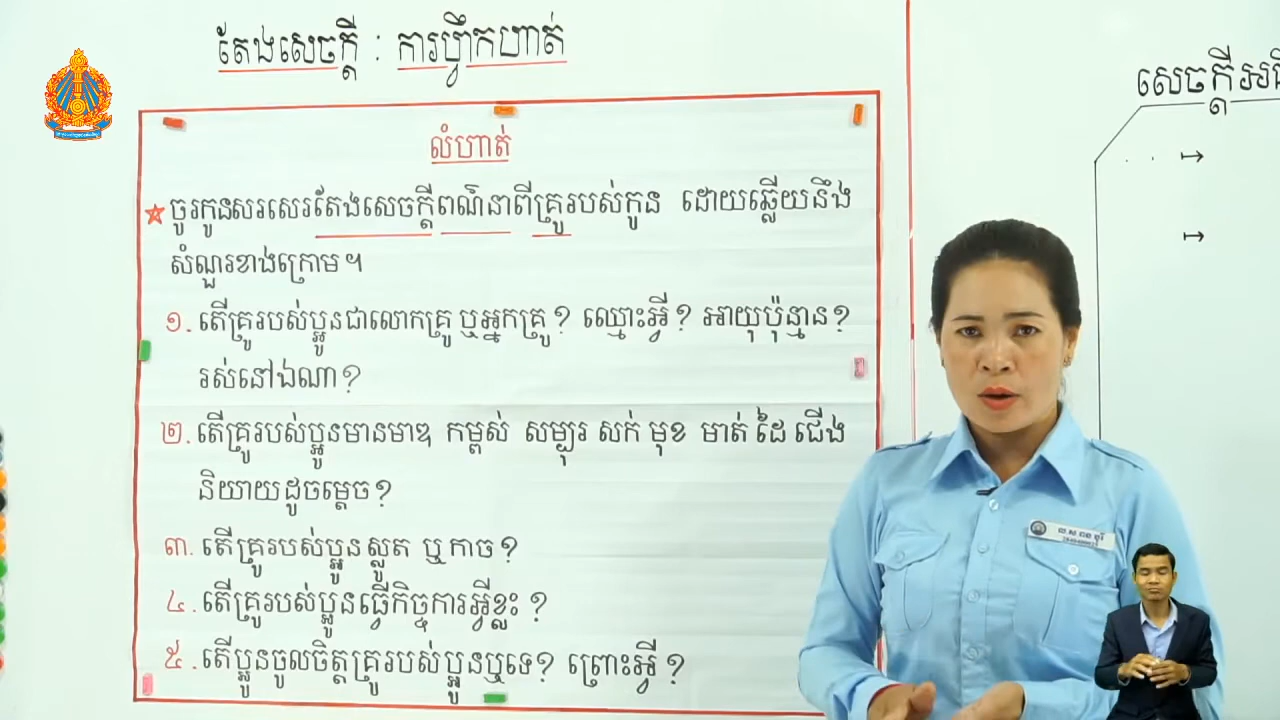 តែងសេចក្តី : ការហ្វឹកហាត់
លំហាត់
ចូរកូនសរសេរតែងសេចក្តីពណ៌នាពីគ្រូរបស់កូន ដោយឆ្លើយនឹង
សំណួរខាងក្រោម។
១. តើគ្រូរបស់ប្អូនជាលោកគ្រូ ឬអ្នកគ្រូ? ឈ្មោះអ្វី? អាយុប៉ុន្មាន?
រស់នៅឯណា?
២. តើគ្រូរបស់ប្អូនមានមាឌ កម្ពស់ សម្បុរ សក់ មុខ មាត់ ដៃ ជើង
និយាយដូចម្តេច?
៣. តើគ្រូរបស់ប្អូនស្លូត ឬ កាច?
៤. តើគ្រូរបស់ប្អូនធ្វើកិច្ចការអ្វីខ្លះ?
៥. តើប្អូនចូលចិត្តគ្រូរបស់ប្អូនឬទេ? ព្រោះអ្វី?
សេចក្តី